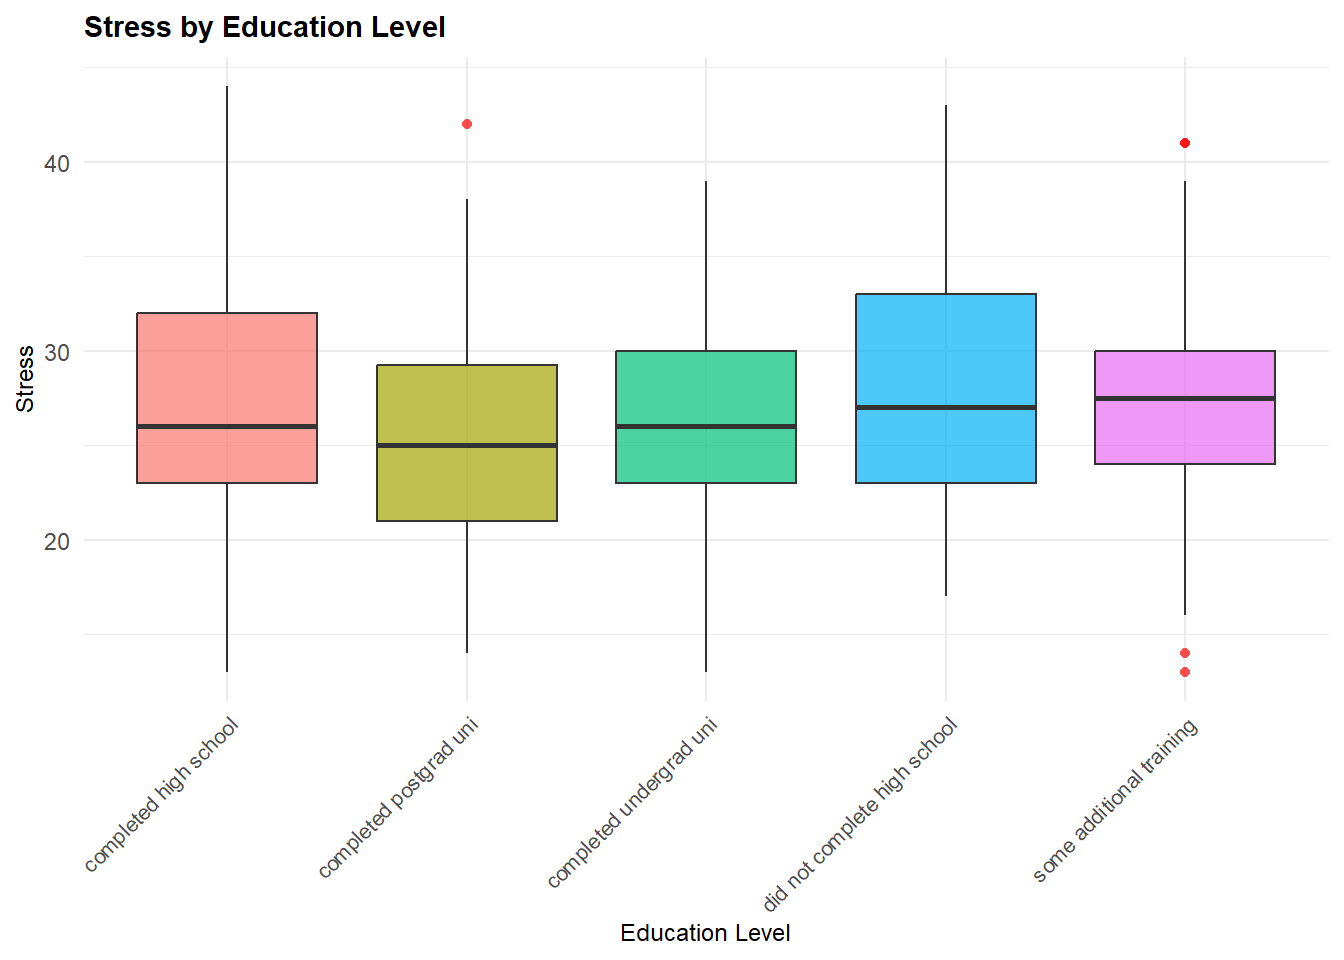 Stress by Education Level
Stress
40
30
20
completed high school
completed postgrad uni
completed undergrad uni
did not complete high school
some additional training
Education Level